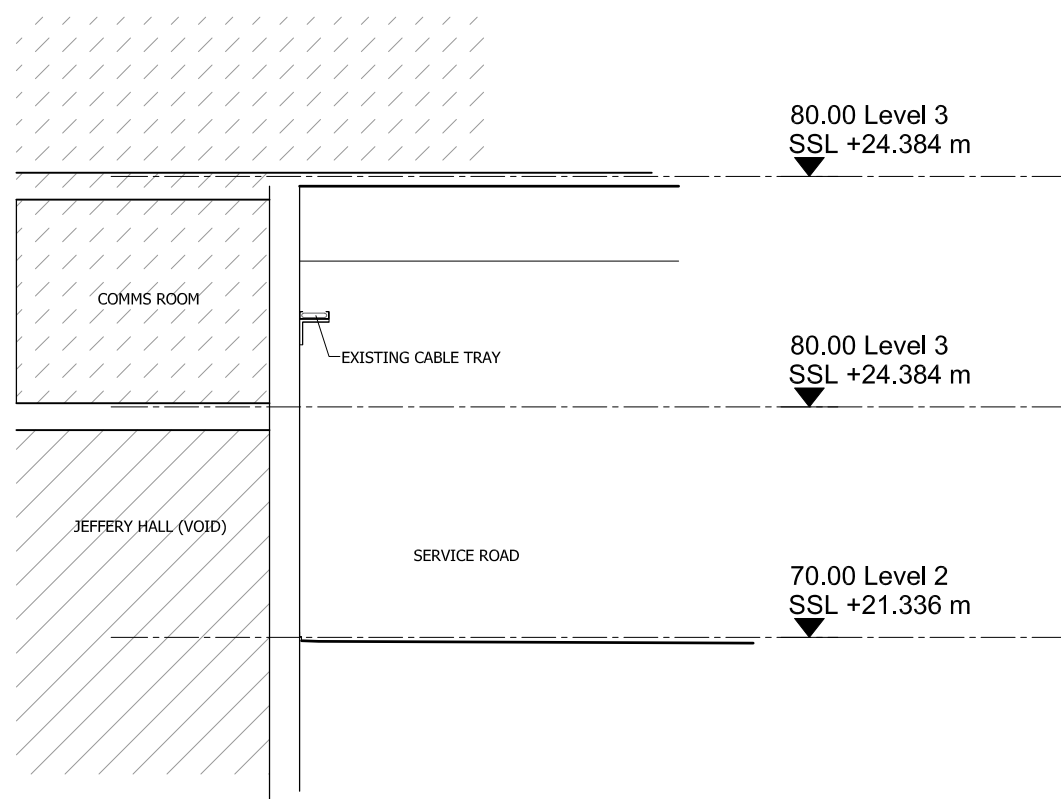 80.00 Level 3
SSL +24.384 m
COMMS ROOM
EXISTING CABLE TRAY
80.00 Level 3
SSL +24.384 m
JEFFERY HALL (VOID)
SERVICE ROAD
70.00 Level 2
SSL +21.336 m